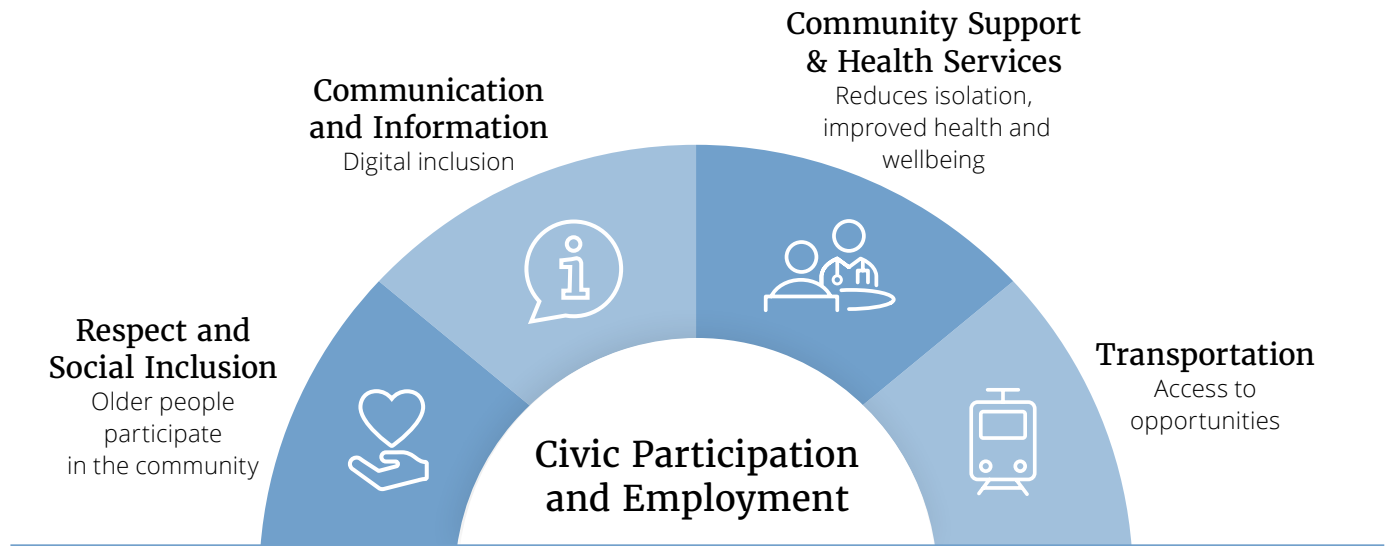 Community Support
& Health Services
Reduces isolation,
improved health and
wellbeing
Communication
and Information
Digital inclusion
Respect and
Social Inclusion
Older people
participate
in the community
Transportation
Access to
opportunities
Civic Participation
and Employment